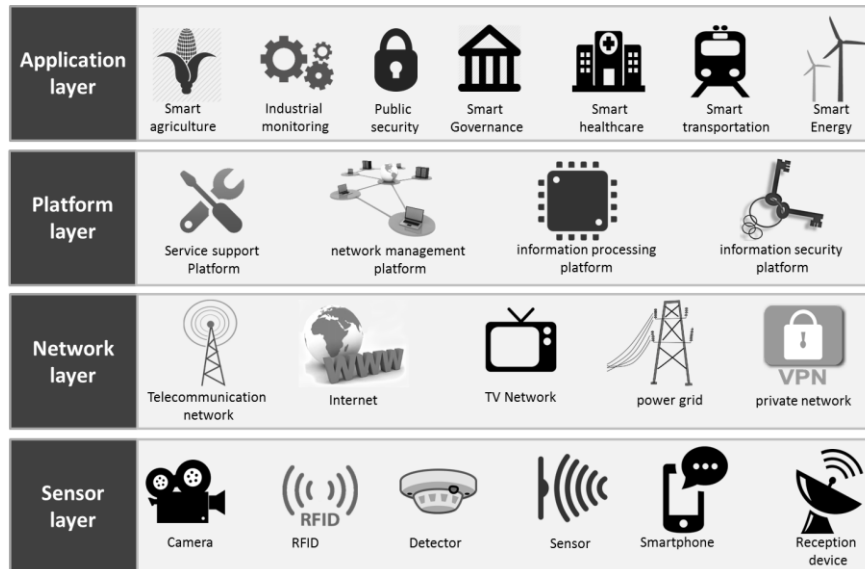 Application
layer
Smart
agriculture
Industrial
monitoring
Public
security
Smart
Governance
Smart
healthcare
Smart
transportation
Smart
Energy
Platform
layer
Service support
Platform
network management
platform
information processing
platform
information security
platform
Network
layer
Telecommunication
network
WWW
Internet
TV Network
power grid
VPN
private network
Sensor
layer
Camera
RFID
RFID
Detector
Sensor
Smartphone
Reception
device